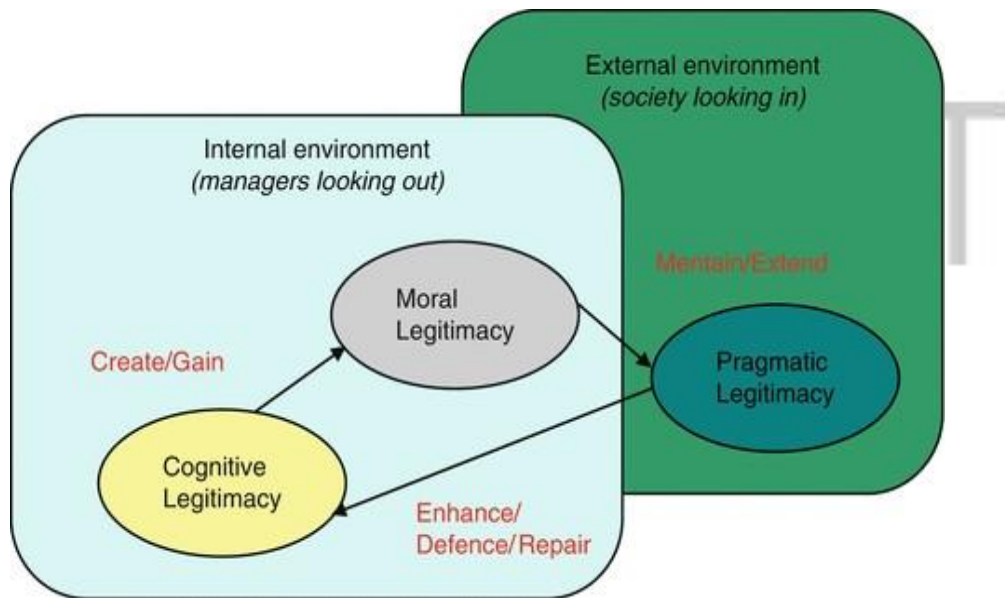 External environment
(society looking in)
Internal environment
(managers looking out)
Mentain/Extend
Moral
Legitimacy
Create/Gain
Pragmatic
Legitimacy
Cognitive
Legitimacy
Enhance/
Defence/Repair